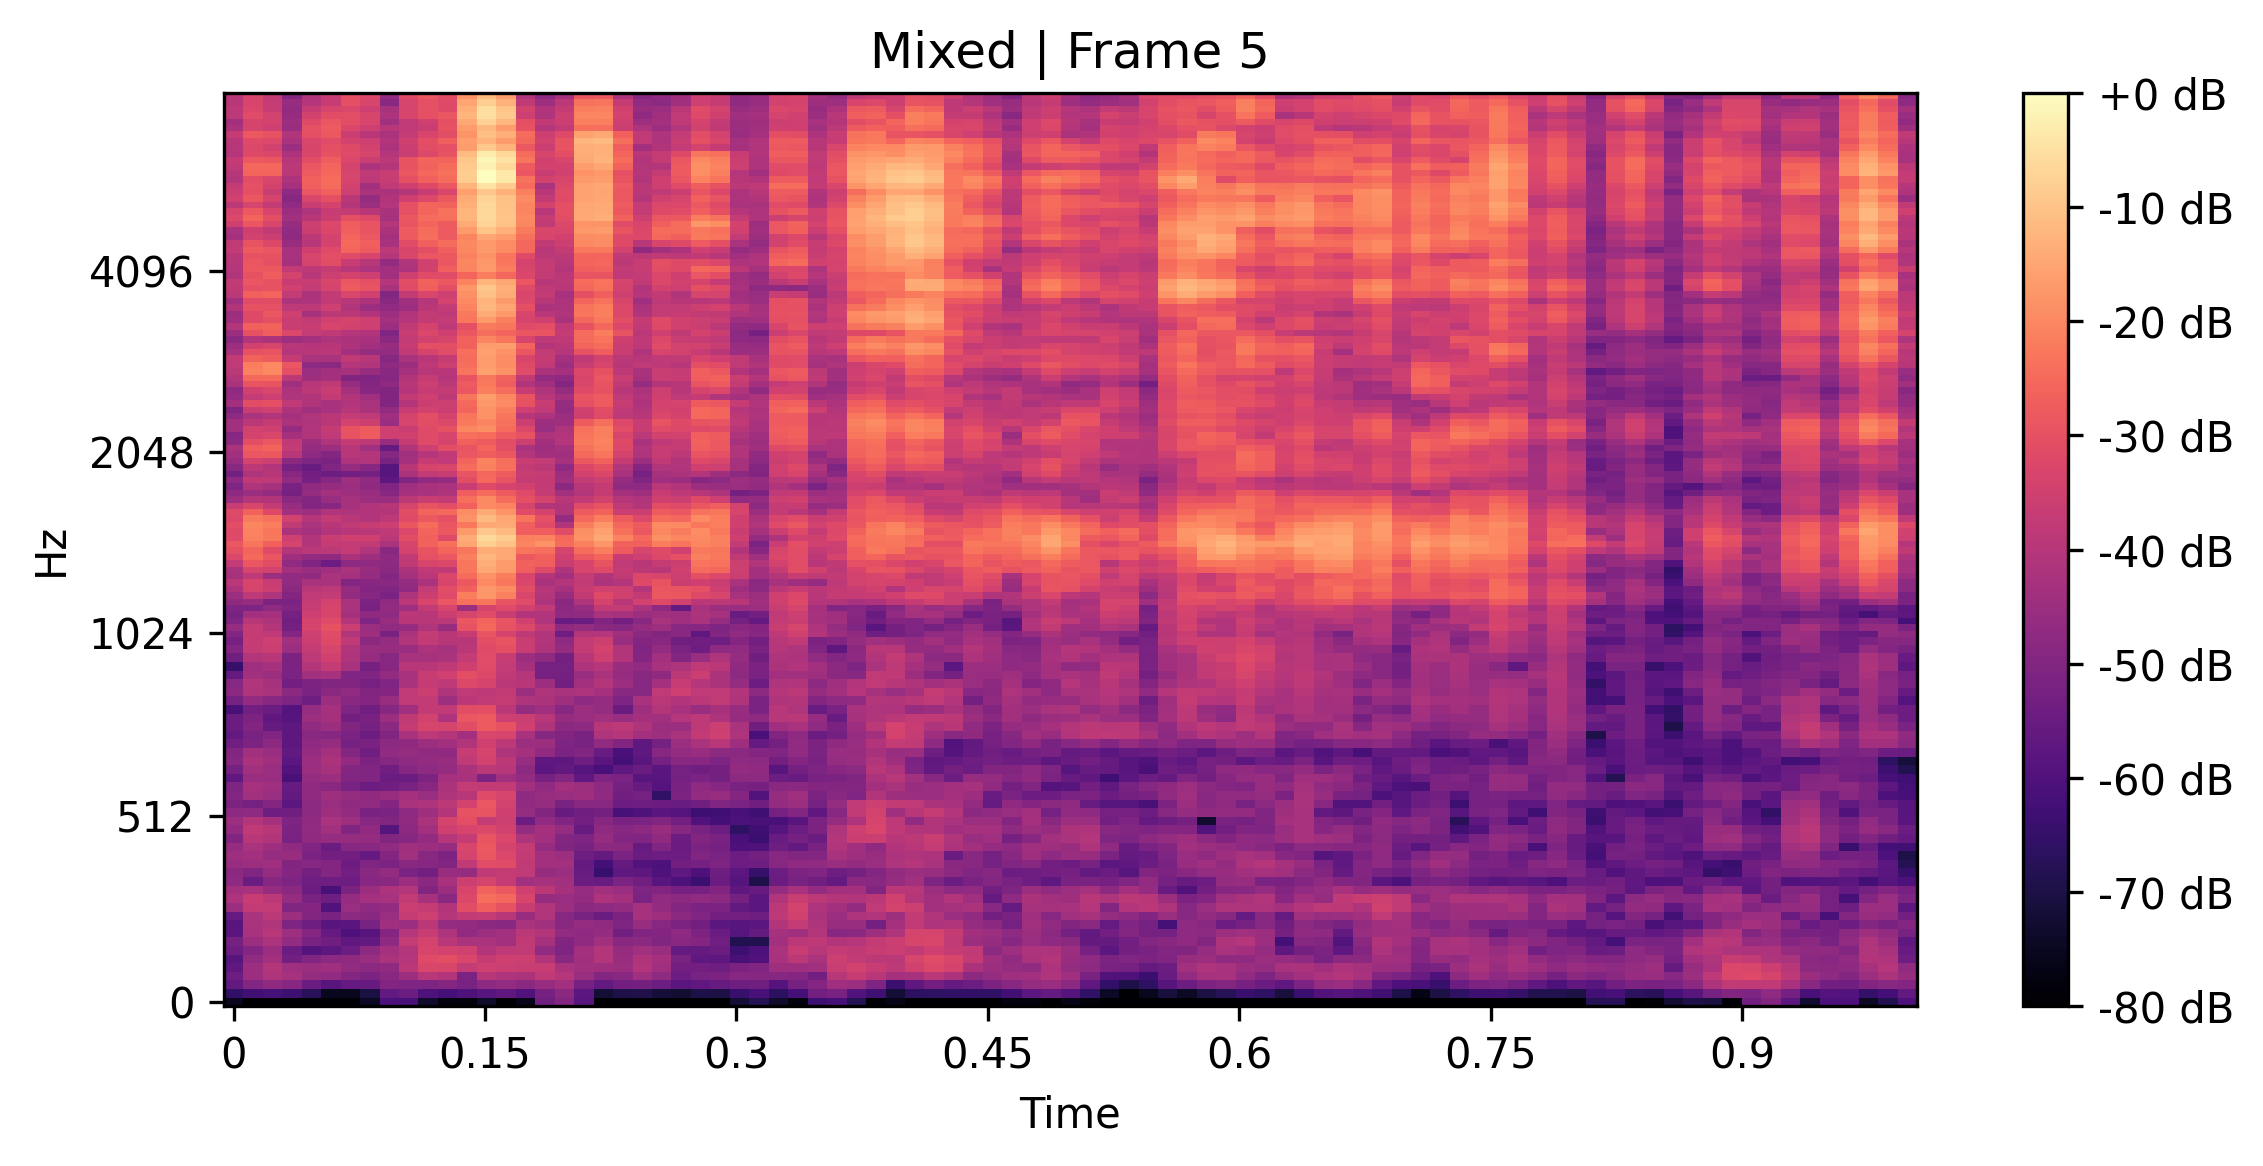 Mixed | Frame 5
+0 dB
-10 dB
-20 dB
-30 dB
-40 dB
-50 dB
-60 dB
-70 dB
-80 dB
Hz
4096
2048
1024
512
0
0 0.15 0.3 0.45 0.6 0.75 0.9
Time